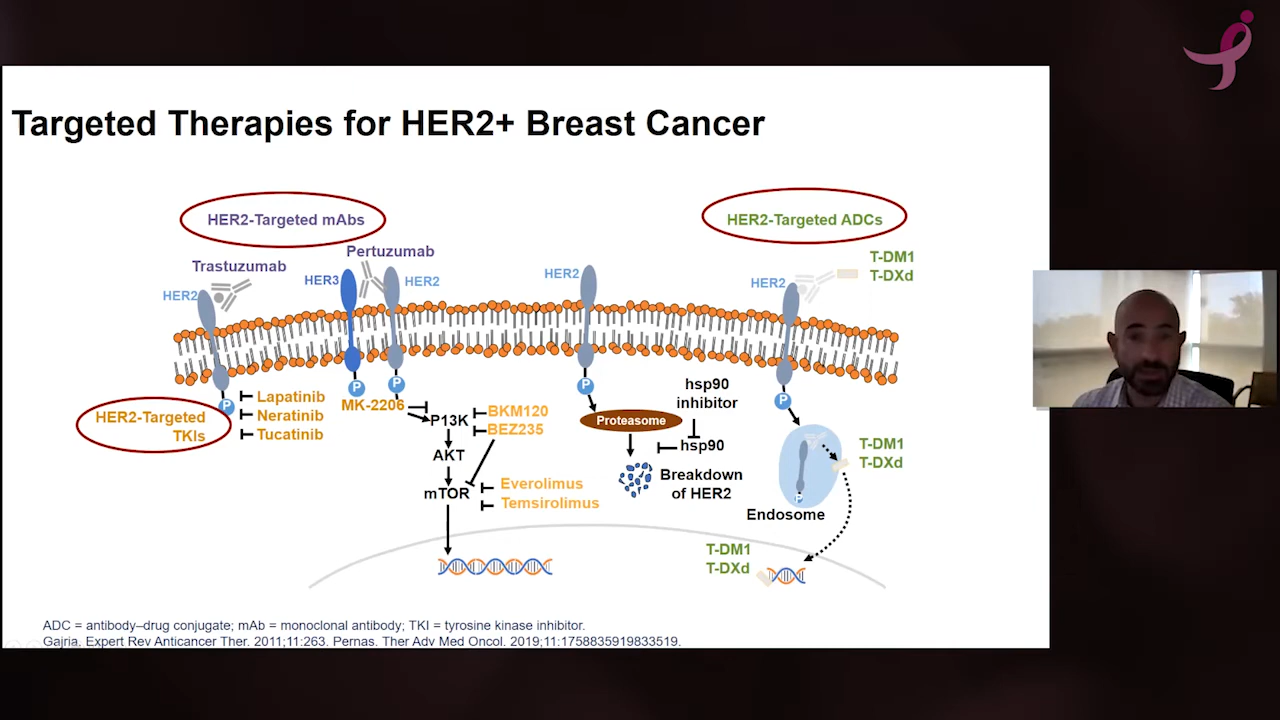 Targeted Therapies for HER2+ Breast Cancer
HER2-Targeted mAbs
HER2-Targeted ADCs
Pertuzumab
Trastuzumab
HER2
HER3
HER2
HER2
HER2
T-DM1
T-DXd
P
P
P
P
P
HER2-Targeted
TKIs
Lapatinib
Neratinib
Tucatinib
MK-2206
P13K
BKM120
BEZ235
AKT
mTOR
Everolimus
Temsirolimus
Proteasome
hsp90
inhibitor
hsp90
Breakdown
of HER2
P
Endosome
T-DM1
T-DXd
T-DM1
T-DXd
ADC = antibody–drug conjugate; mAb = monoclonal antibody; TKI = tyrosine kinase inhibitor.
Gajria. Expert Rev Anticancer Ther. 2011;11:263. Pernas. Ther Adv Med Oncol. 2019;11:1758835919833519.